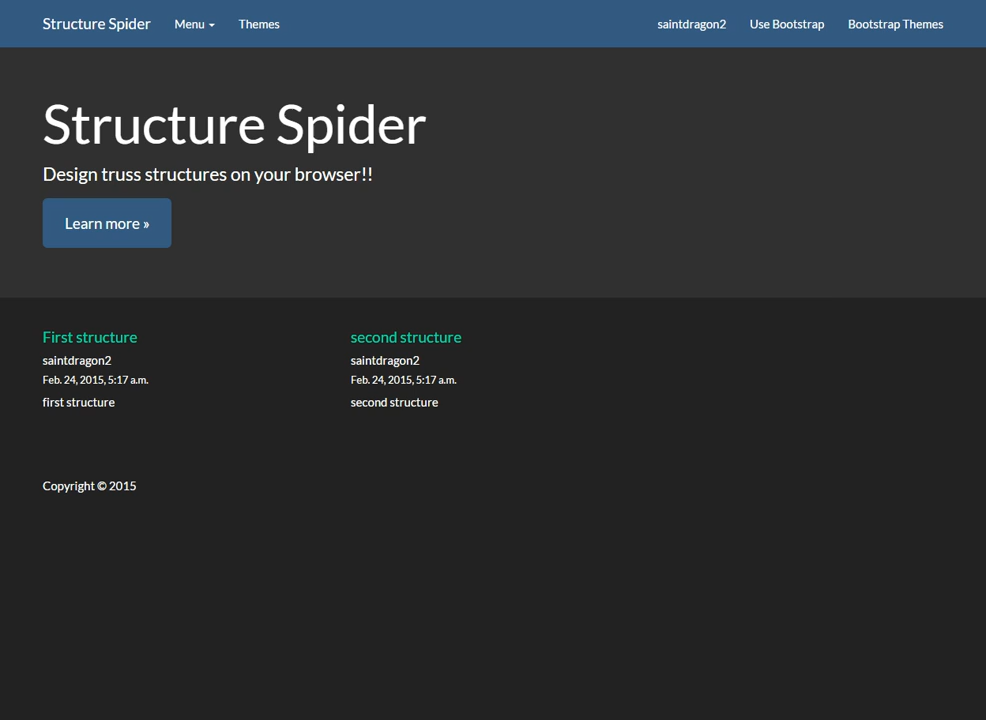 Structure Spider Menu Themes saintdragon2 Use Bootstrap Bootstrap Themes
Structure Spider
Design truss structures on your browser!!
Learn more »
First structure
saintdragon2
Feb. 24, 2015, 5:17 a.m.
first structure
second structure
saintdragon2
Feb. 24, 2015, 5:17 a.m.
second structure
Copyright © 2015